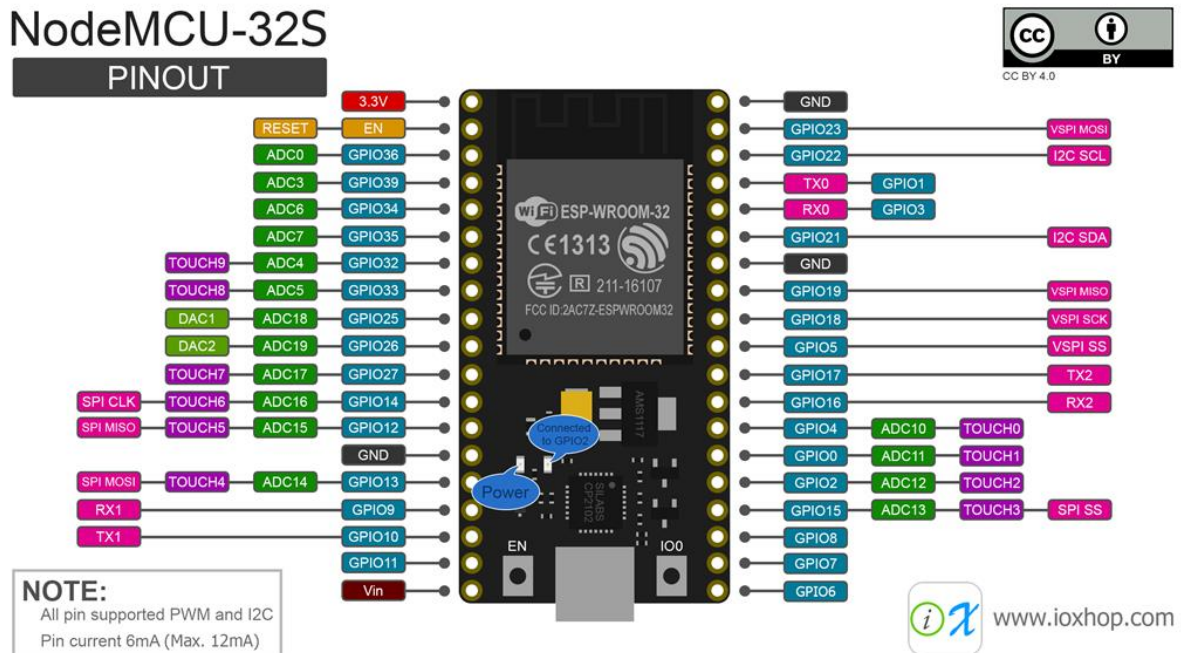 NodeMCU-32S
PINOUT
CC BY
CC BY 4.0
3.3V
RESET EN
ADC0 GPIO36
ADC3 GPIO39
ADC6 GPIO34
ADC7 GPIO35
TOUCH9 ADC4 GPIO32
TOUCH8 ADC5 GPIO33
DAC1 ADC18 GPIO25
DAC2 ADC19 GPIO26
TOUCH7 ADC17 GPIO27
SPI CLK TOUCH6 ADC16 GPIO14
SPI MISO TOUCH5 ADC15 GPIO12
GND
SPI MOSI TOUCH4 ADC14 GPIO13
RX1 GPIO9
TX1 GPIO10
GPIO11
Vin
WiFi ESP-WROOM-32
CE1313
R 211-16107
FCC ID:2AC7Z-ESPWROOM32
AMS1117
Connected
to GPIO2
Power
SILABS
CP2102
EN
IO0
GND
GPIO23 VSPI MOSI
GPIO22 I2C SCL
TX0 GPIO1
RX0 GPIO3
GPIO21 I2C SDA
GND
GPIO19 VSPI MISO
GPIO18 VSPI SCK
GPIO5 VSPI SS
GPIO17 TX2
GPIO16 RX2
GPIO4 ADC10 TOUCH0
GPIO0 ADC11 TOUCH1
GPIO2 ADC12 TOUCH2
GPIO15 ADC13 TOUCH3 SPI SS
GPIO8
GPIO7
GPIO6
NOTE:
All pin supported PWM and I2C
Pin current 6mA (Max. 12mA)
iX www.ioxhop.com